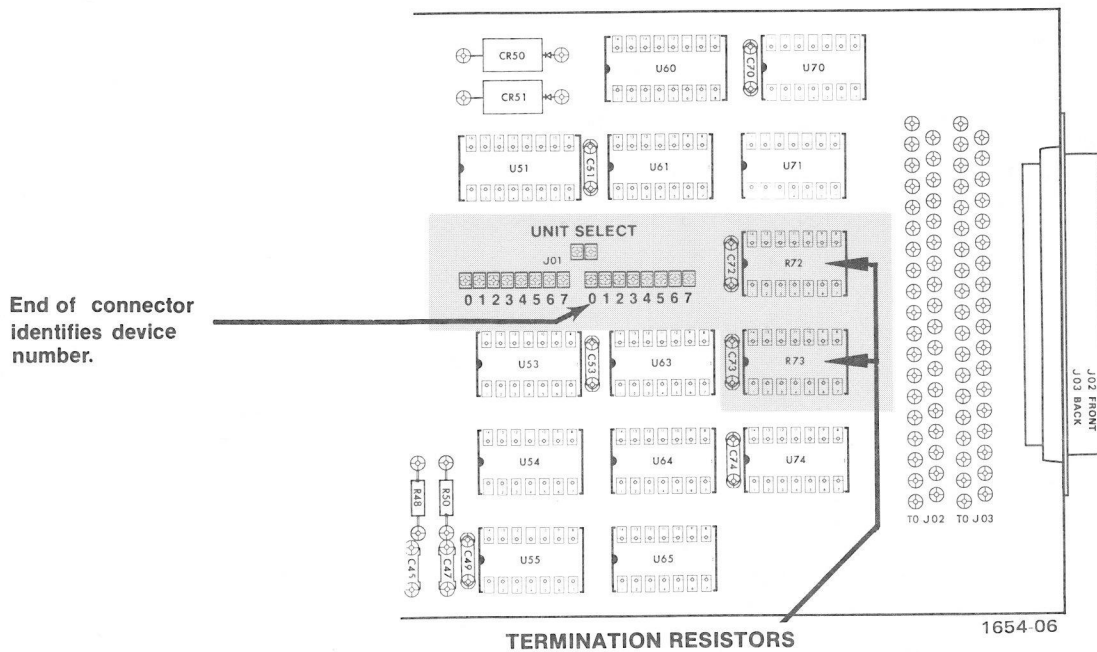 CR50
U60
C70
U70
CR51
U51
C51
U61
U71
UNIT SELECT
J01
0 1 2 3 4 5 6 7
0 1 2 3 4 5 6 7
C72
R72
End of connector
identifies device
number.
U53
C53
U63
C73
R73
J02 FRONT
J03 BACK
U54
U64
C74
U74
R48
R50
TO J02
TO J03
C45
C47
C49
U55
U65
TERMINATION RESISTORS
1654-06